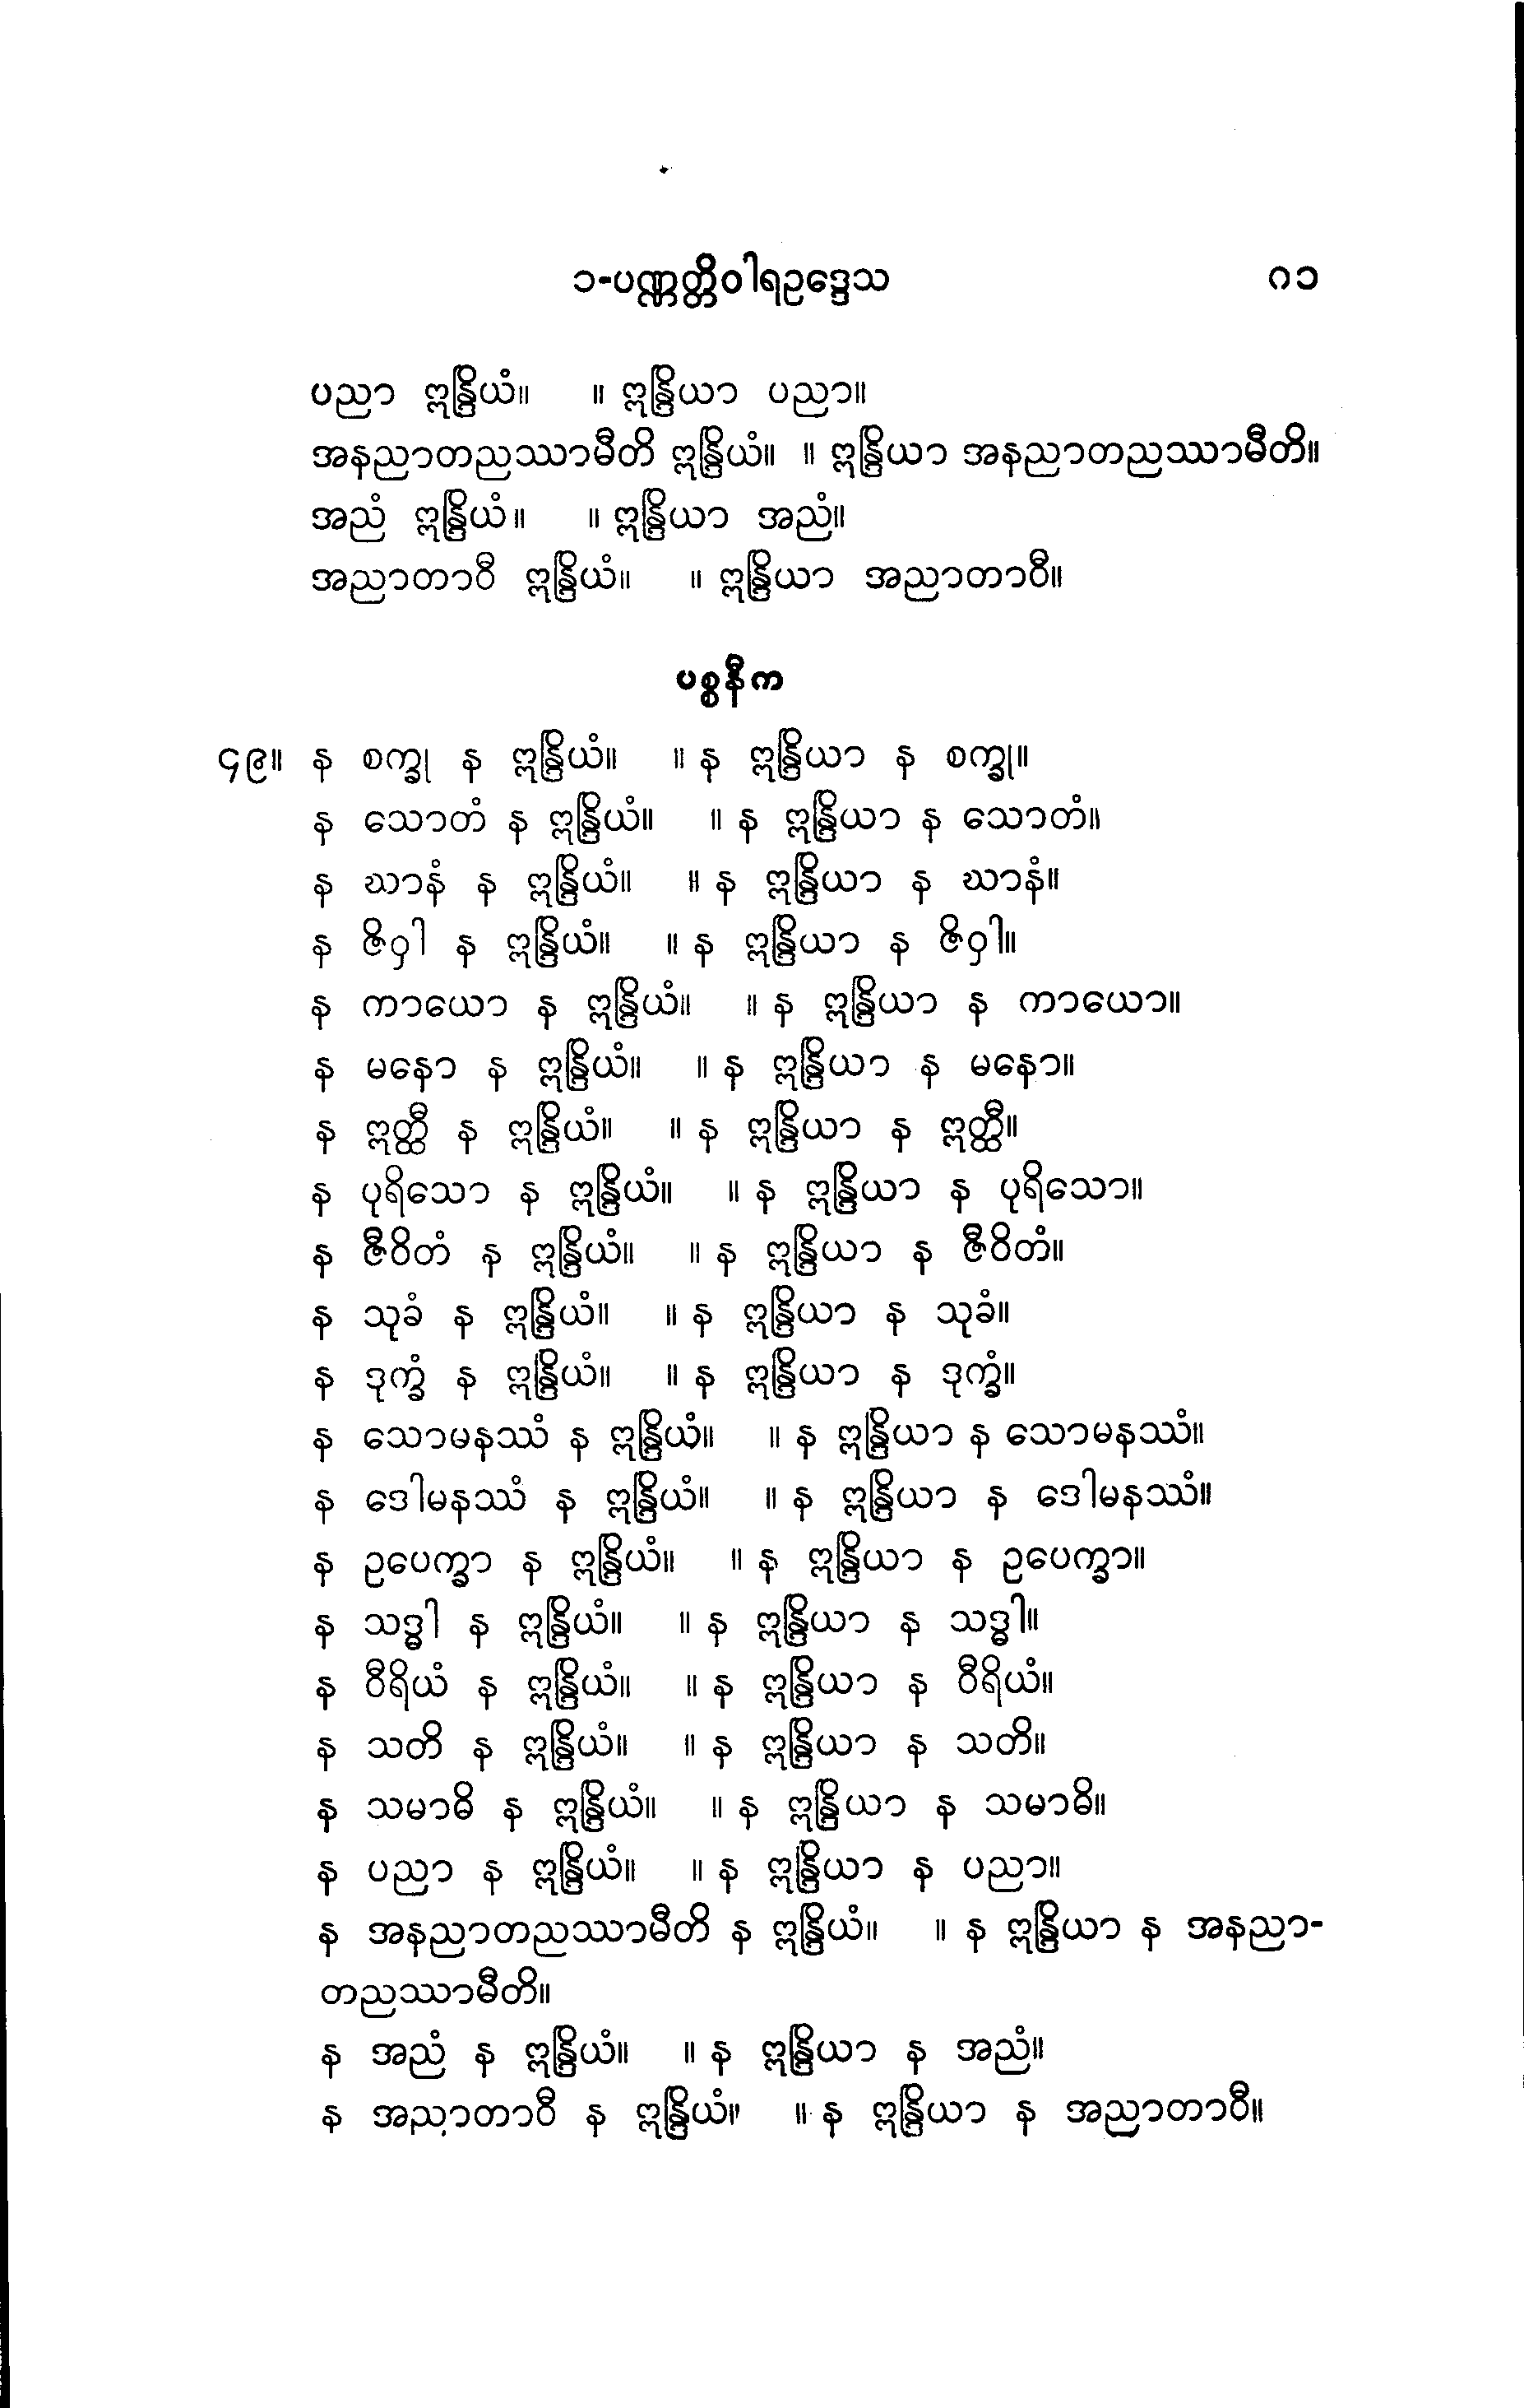 ၁-ပဏ္ဏတ္တိဝါရဥဒ္ဒေသ ၈၁
ပညာ ဣန္ဒြိယံ။ ။ ဣန္ဒြိယာ ပညာ။
အနညာတညဿာမီတိ ဣန္ဒြိယံ။ ။ ဣန္ဒြိယာ အနညာတညဿာမီတိ။
အညံ ဣန္ဒြိယံ။ ။ ဣန္ဒြိယာ အညံ။
အညာတာဝီ ဣန္ဒြိယံ။ ။ ဣန္ဒြိယာ အညာတာဝီ။
ပစ္စနီက
၄၉။ န စက္ခု န ဣန္ဒြိယံ။ ။ န ဣန္ဒြိယာ န စက္ခု။
န သောတံ န ဣန္ဒြိယံ။ ။ န ဣန္ဒြိယာ န သောတံ။
န ဃာနံ န ဣန္ဒြိယံ။ ။ န ဣန္ဒြိယာ န ဃာနံ။
န ဇိဝှါ န ဣန္ဒြိယံ။ ။ န ဣန္ဒြိယာ န ဇိဝှါ။
န ကာယော န ဣန္ဒြိယံ။ ။ န ဣန္ဒြိယာ န ကာယော။
န မနော န ဣန္ဒြိယံ။ ။ န ဣန္ဒြိယာ န မနော။
န ဣတ္ထီ န ဣန္ဒြိယံ။ ။ န ဣန္ဒြိယာ န ဣတ္ထီ။
န ပုရိသော န ဣန္ဒြိယံ။ ။ န ဣန္ဒြိယာ န ပုရိသော။
န ဇီဝိတံ န ဣန္ဒြိယံ။ ။ န ဣန္ဒြိယာ န ဇီဝိတံ။
န သုခံ န ဣန္ဒြိယံ။ ။ န ဣန္ဒြိယာ န သုခံ။
န ဒုက္ခံ န ဣန္ဒြိယံ။ ။ န ဣန္ဒြိယာ န ဒုက္ခံ။
န သောမနဿံ န ဣန္ဒြိယံ။ ။ န ဣန္ဒြိယာ န သောမနဿံ။
န ဒေါမနဿံ န ဣန္ဒြိယံ။ ။ န ဣန္ဒြိယာ န ဒေါမနဿံ။
န ဥပေက္ခာ န ဣန္ဒြိယံ။ ။ န ဣန္ဒြိယာ န ဥပေက္ခာ။
န သဒ္ဓါ န ဣန္ဒြိယံ။ ။ န ဣန္ဒြိယာ န သဒ္ဓါ။
န ဝီရိယံ န ဣန္ဒြိယံ။ ။ န ဣန္ဒြိယာ န ဝီရိယံ။
န သတိ န ဣန္ဒြိယံ။ ။ န ဣန္ဒြိယာ န သတိ။
န သမာဓိ န ဣန္ဒြိယံ။ ။ န ဣန္ဒြိယာ န သမာဓိ။
န ပညာ န ဣန္ဒြိယံ။ ။ န ဣန္ဒြိယာ န ပညာ။
န အနညာတညဿာမီတိ န ဣန္ဒြိယံ။ ။ န ဣန္ဒြိယာ န အနညာ-
တညဿာမီတိ။
န အညံ န ဣန္ဒြိယံ။ ။ န ဣန္ဒြိယာ န အညံ။
န အညာတာဝီ န ဣန္ဒြိယံ။ ။ န ဣန္ဒြိယာ န အညာတာဝီ။